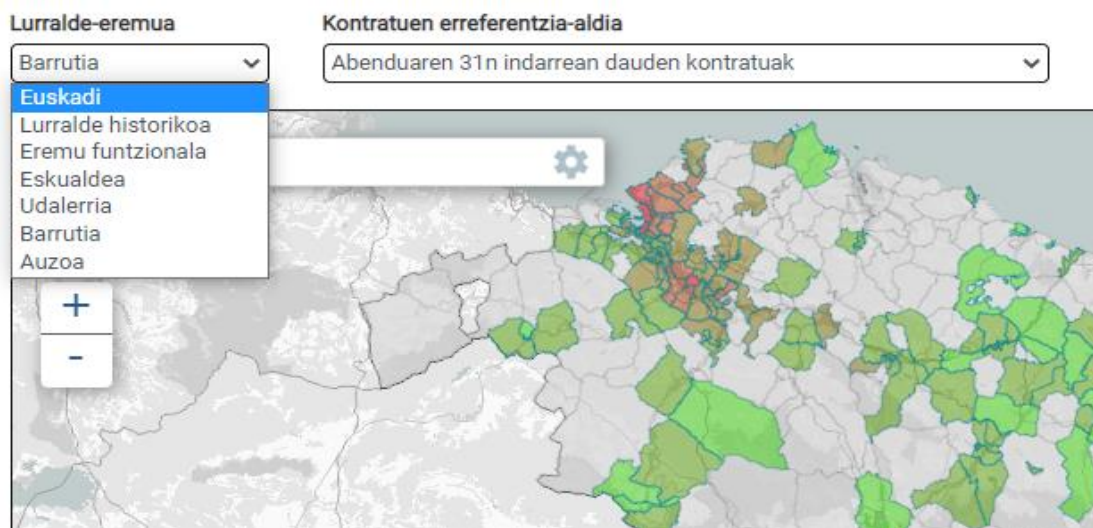 Lurralde-eremua
Kontratuen erreferentzia-aldia
Barrutia
Abenduaren 31n indarrean dauden kontratuak
Euskadi
Lurralde historikoa
Eremu funtzionala
Eskualdea
Udalerria
Barrutia
Auzoa
+
-